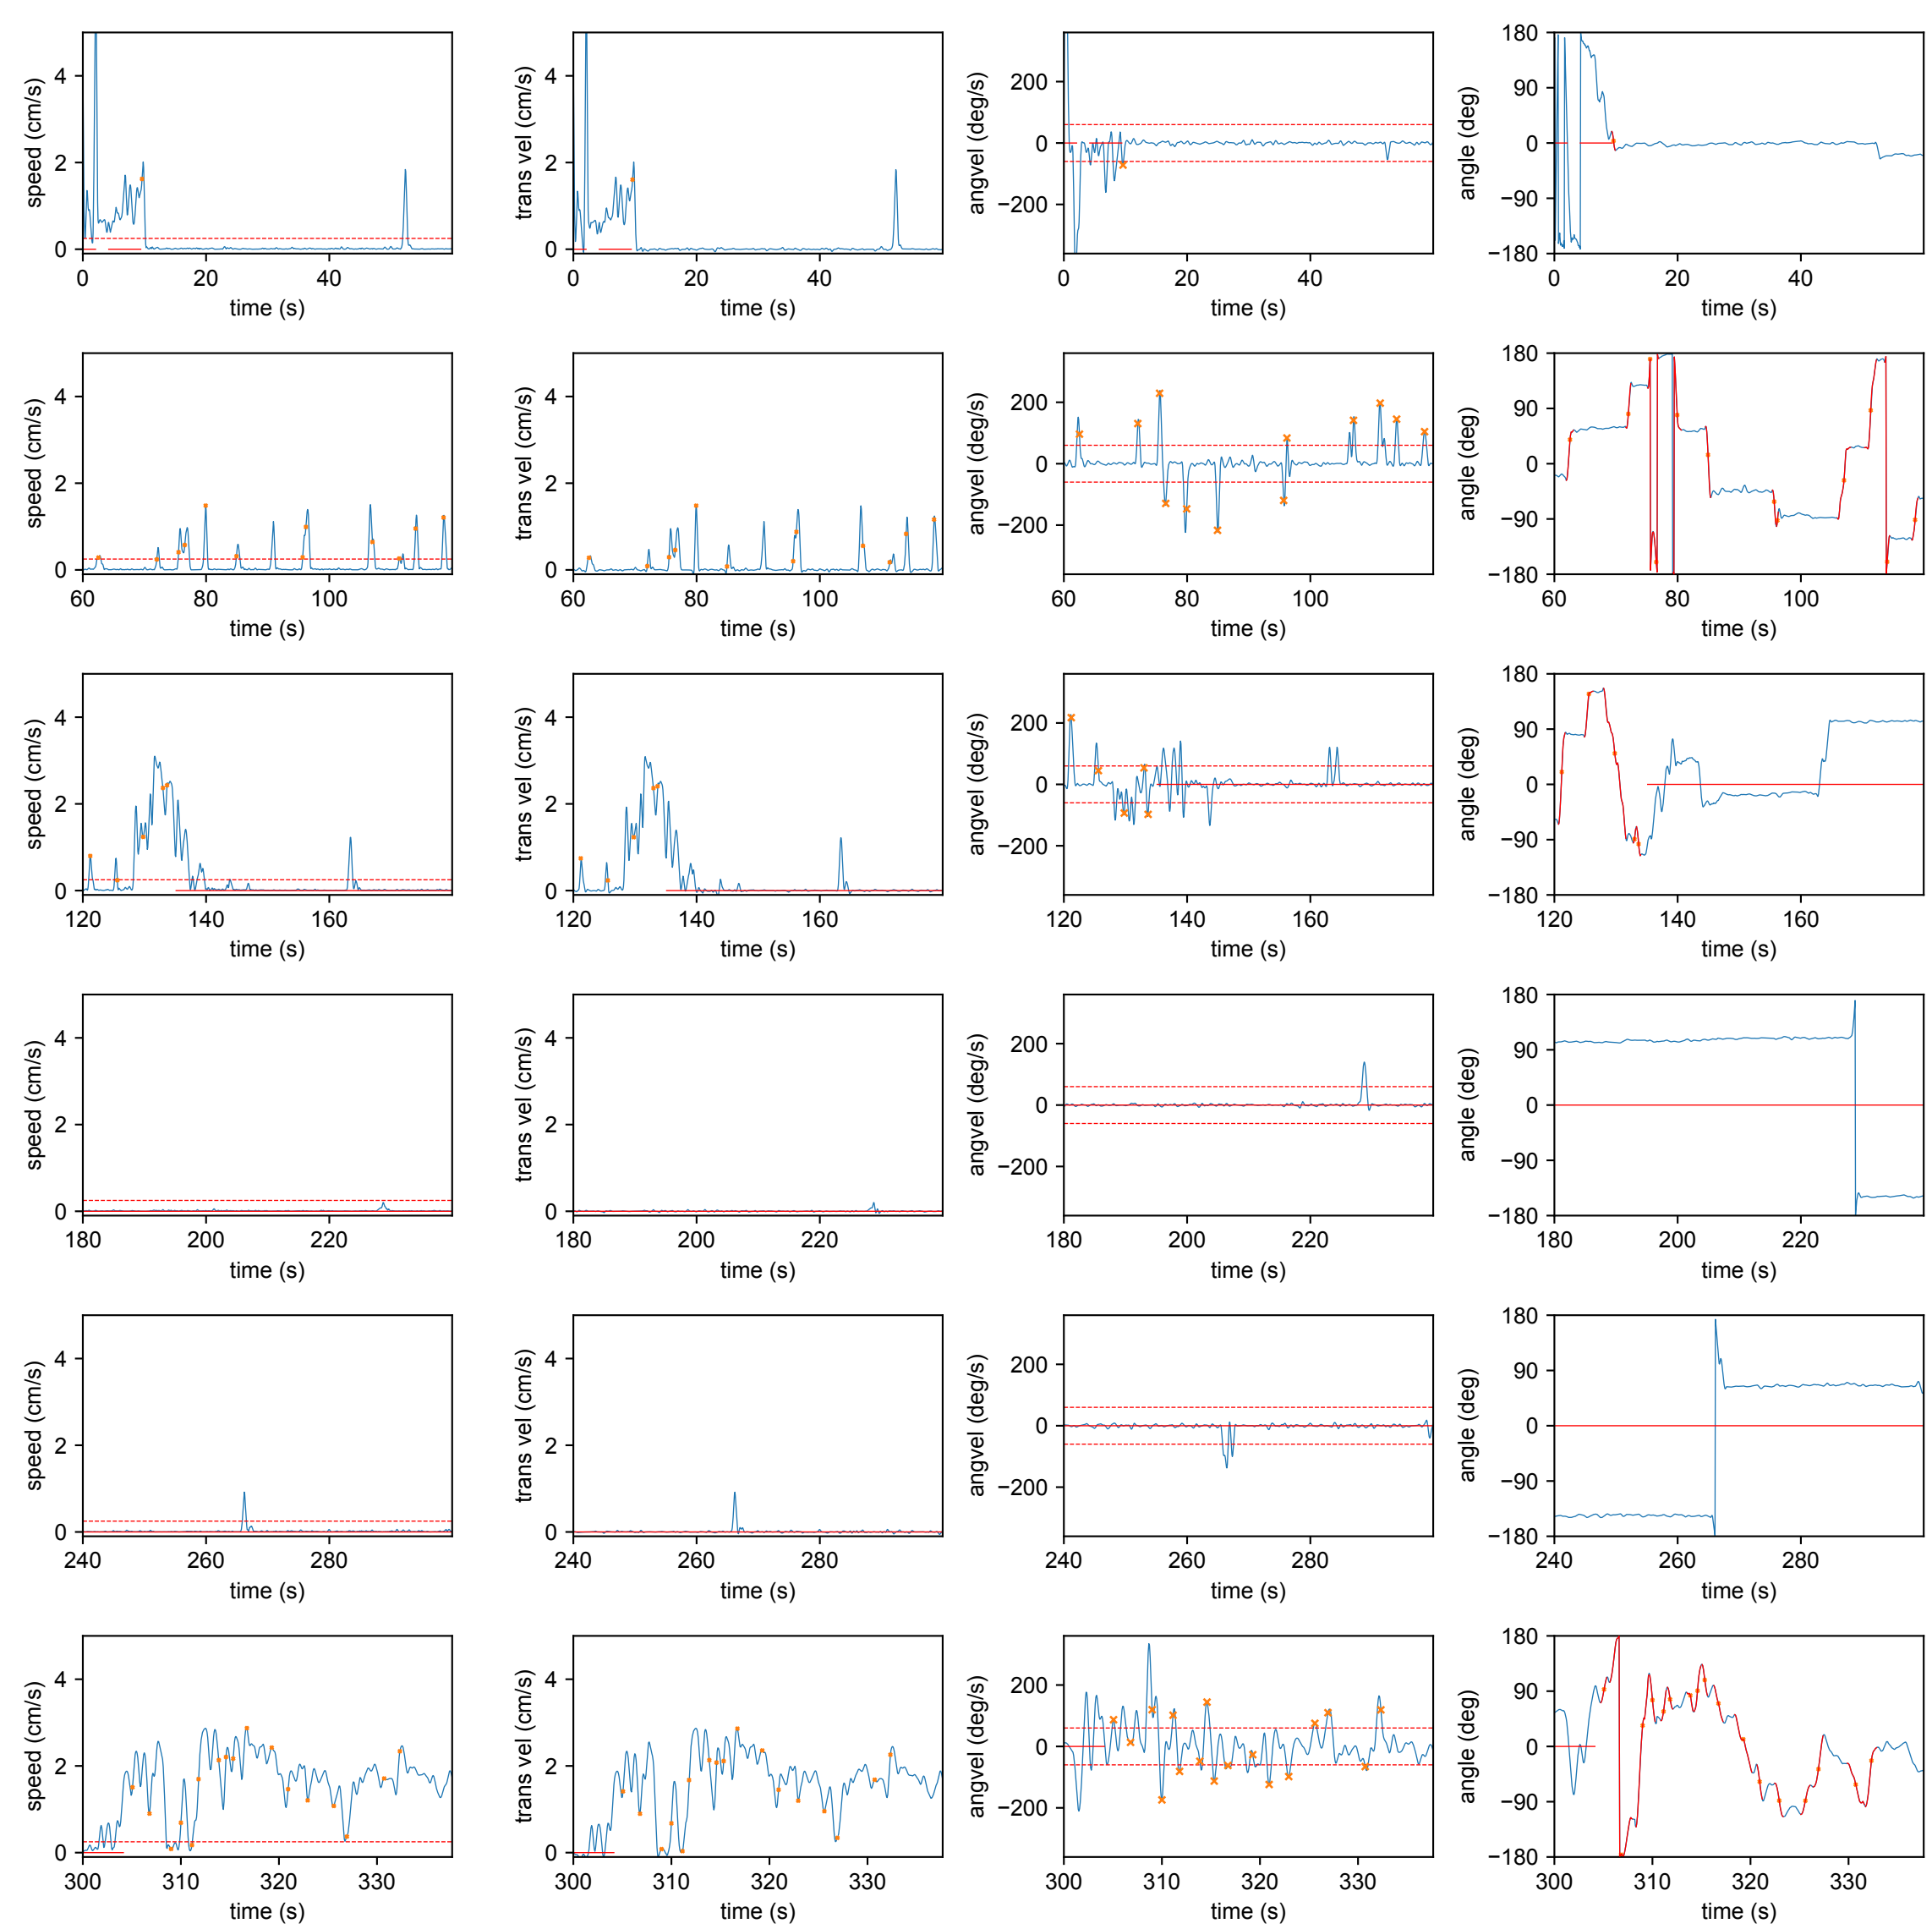 speed (cm/s)
4
2
0
0 20 40
time (s)
trans vel (cm/s)
4
2
0
0 20 40
time (s)
angvel (deg/s)
200
0
−200
0 20 40
time (s)
angle (deg)
180
90
0
−90
−180
0 20 40
time (s)
speed (cm/s)
4
2
0
60 80 100
time (s)
trans vel (cm/s)
4
2
0
60 80 100
time (s)
angvel (deg/s)
200
0
−200
60 80 100
time (s)
angle (deg)
180
90
0
−90
−180
60 80 100
time (s)
speed (cm/s)
4
2
0
120 140 160
time (s)
trans vel (cm/s)
4
2
0
120 140 160
time (s)
angvel (deg/s)
200
0
−200
120 140 160
time (s)
angle (deg)
180
90
0
−90
−180
120 140 160
time (s)
speed (cm/s)
4
2
0
180 200 220
time (s)
trans vel (cm/s)
4
2
0
180 200 220
time (s)
angvel (deg/s)
200
0
−200
180 200 220
time (s)
angle (deg)
180
90
0
−90
−180
180 200 220
time (s)
speed (cm/s)
4
2
0
240 260 280
time (s)
trans vel (cm/s)
4
2
0
240 260 280
time (s)
angvel (deg/s)
200
0
−200
240 260 280
time (s)
angle (deg)
180
90
0
−90
−180
240 260 280
time (s)
speed (cm/s)
4
2
0
300 310 320 330
time (s)
trans vel (cm/s)
4
2
0
300 310 320 330
time (s)
angvel (deg/s)
200
0
−200
300 310 320 330
time (s)
angle (deg)
180
90
0
−90
−180
300 310 320 330
time (s)